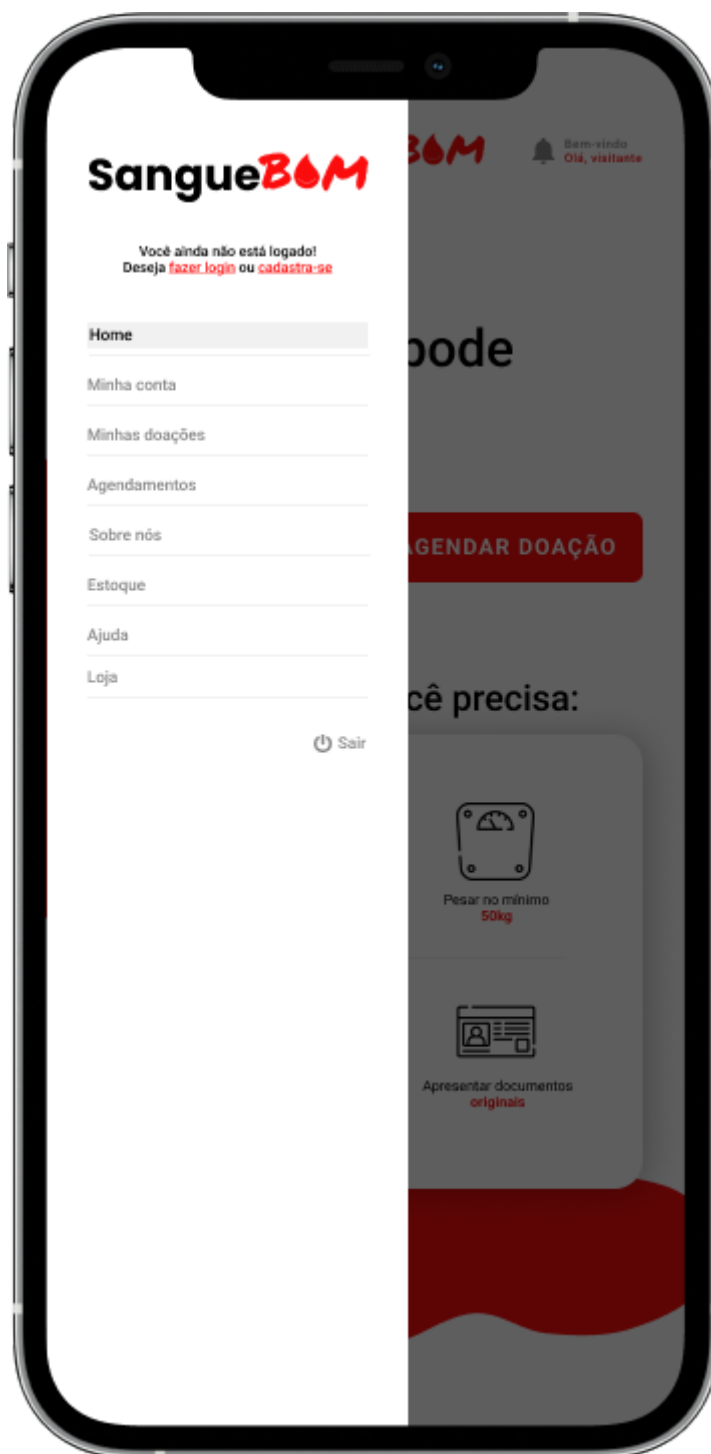 SangueBOM
Você ainda não está logado!
Deseja fazer login ou cadastra-se
Home
Minha conta
Minhas doações
Agendamentos
Sobre nós
Estoque
Ajuda
Loja
Sair
BOM
Bem-vindo
Olá, visitante
pode
AGENDAR DOAÇÃO
cê precisa:
Pesar no mínimo
50kg
Apresentar documentos
originais